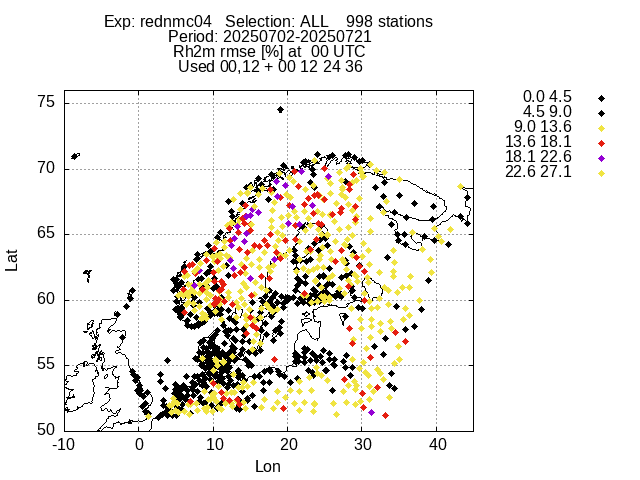 Exp: rednmc04   Selection: ALL    998 stations
Period: 20250702-20250721
Rh2m rmse [%] at  00 UTC
Used 00,12 + 00 12 24 36
0.0 4.5
4.5 9.0
9.0 13.6
13.6 18.1
18.1 22.6
22.6 27.1
75
70
65
60
55
50
Lat
-10 0 10 20 30 40
Lon